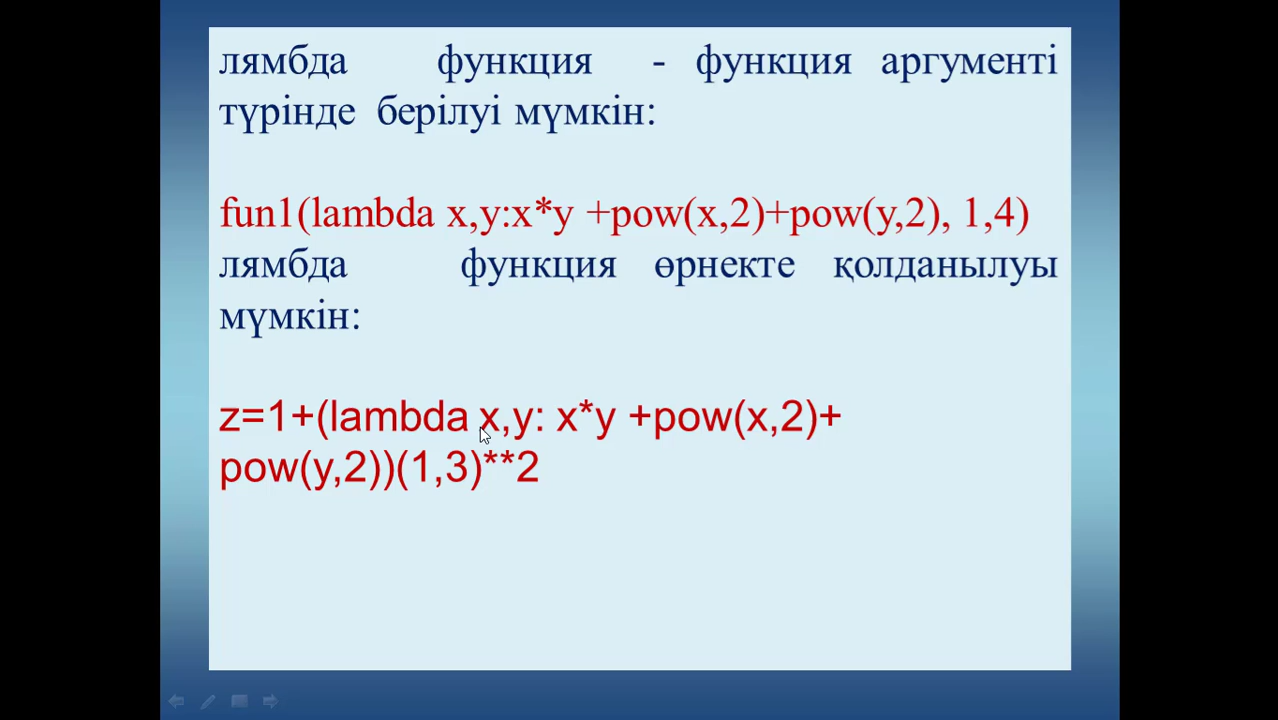 лямбда функция - функция аргументі
түрінде берілуі мүмкін:
fun1(lambda x,y:x*y +pow(x,2)+pow(y,2), 1,4)
лямбда функция өрнекте қолданылуы
мүмкін:
z=1+(lambda x,y: x*y +pow(x,2)+
pow(y,2))(1,3)**2